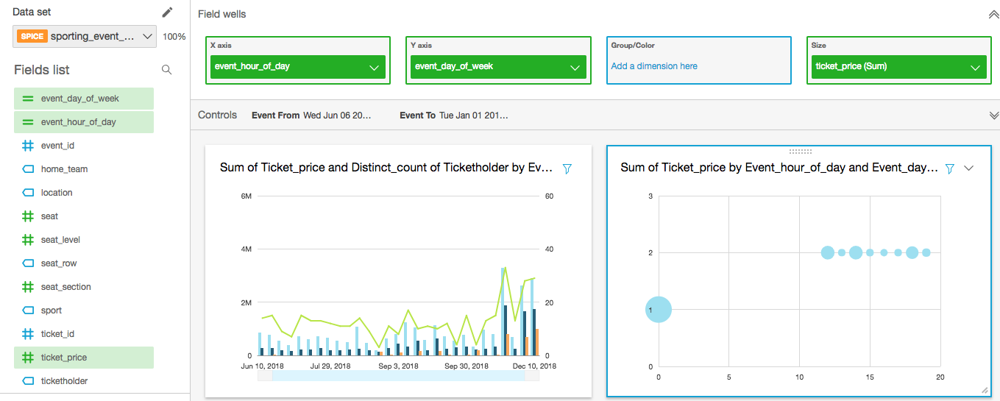 Data set
SPICE sporting_event_... 100%
Fields list
event_day_of_week
event_hour_of_day
event_id
home_team
location
seat
seat_level
seat_row
seat_section
sport
ticket_id
ticket_price
ticketholder
Field wells
X axis
event_hour_of_day
Y axis
event_day_of_week
Group/Color
Add a dimension here
Size
ticket_price (Sum)
Controls Event From Wed Jun 06 20... Event To Tue Jan 01 201...
Sum of Ticket_price and Distinct_count of Ticketholder by Ev...
6M 60
4M 40
2M 20
0 0
Jun 10, 2018 Jul 29, 2018 Sep 3, 2018 Sep 30, 2018 Dec 10, 2018
Sum of Ticket_price by Event_hour_of_day and Event_day...
3
2
1
0
0 5 10 15 20